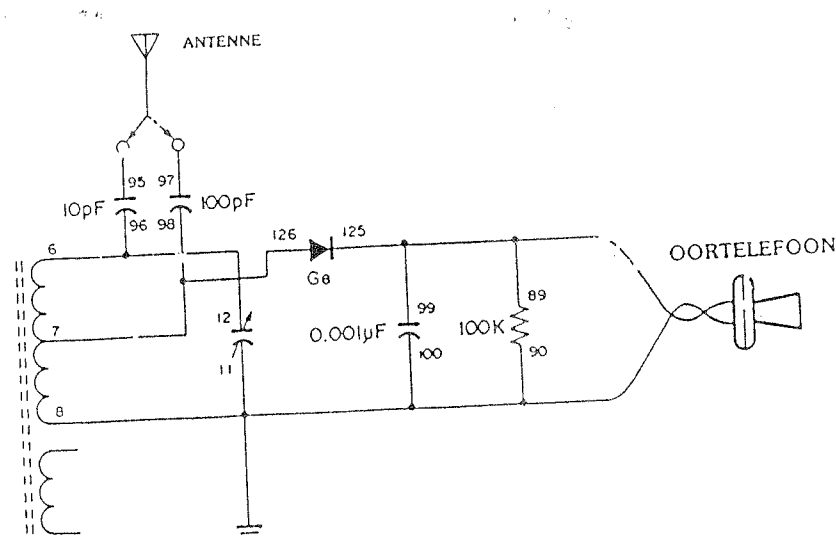 ANTENNE
95 97
10pF 100pF
96 98
6
126 125
Ge
OORTELEFOON
12
7
99
89
0.001µF
100K
11
100
90
8